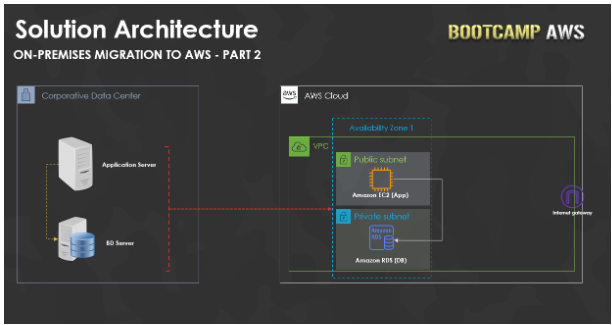 Solution Architecture
BOOTCAMP AWS
ON-PREMISES MIGRATION TO AWS - PART 2
Corporative Data Center
aws
AWS Cloud
Availability Zone 1
VPC
Application Server
Public subnet
Amazon EC2 (App)
Internet gateway
Private subnet
BD Server
Amazon
RDS
Amazon RDS (DB)